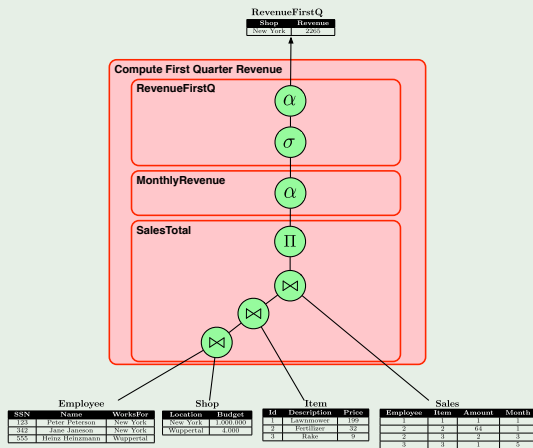 RevenueFirstQ
Shop Revenue
New York 2265
Compute First Quarter Revenue
RevenueFirstQ
α
σ
MonthlyRevenue
α
SalesTotal
Π
⋈
⋈
⋈
Employee
SSN Name WorksFor
123 Peter Peterson New York
342 Jane Janeson New York
555 Heinz Heinzmann Wuppertal
Shop
Location Budget
New York 1.000.000
Wuppertal 4.000
Item
Id Description Price
1 Lawnmower 199
2 Fertilizer 32
3 Rake 9
Sales
Employee Item Amount Month
1 1 1 1
2 2 64 1
2 3 2 3
3 3 1 5